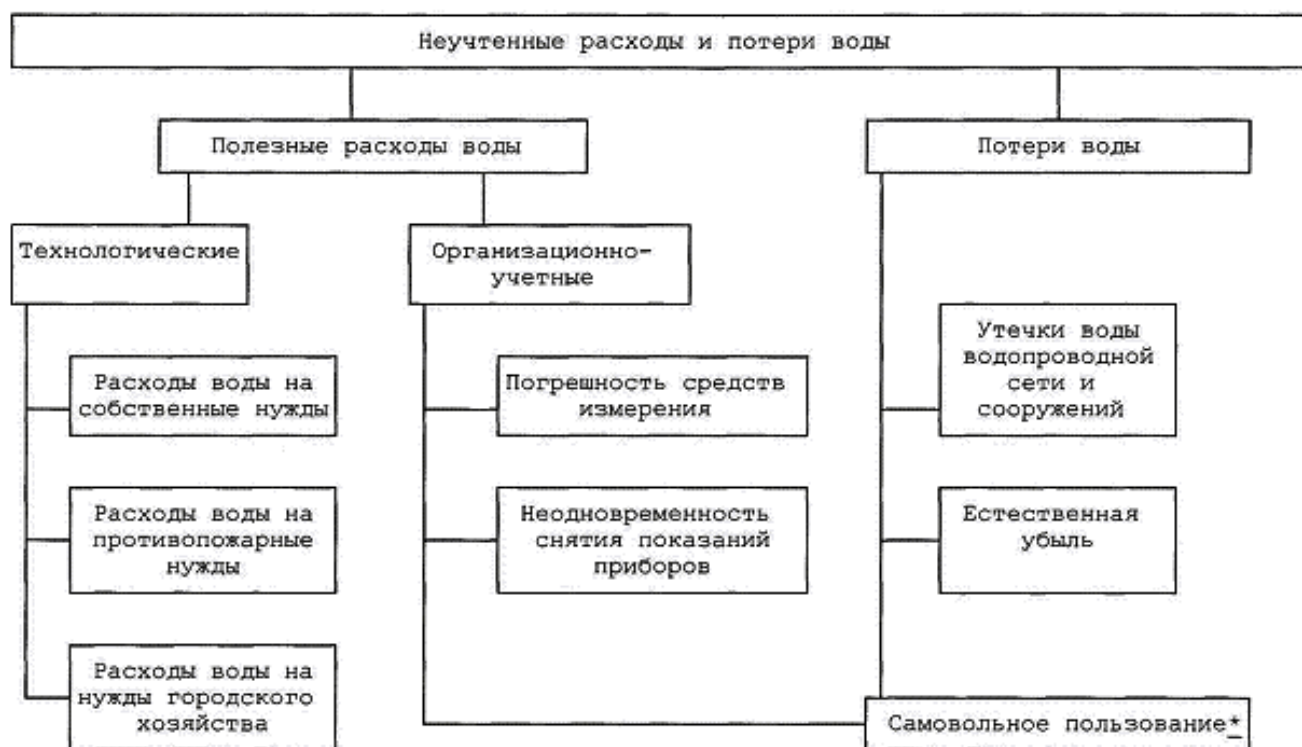 Неучтенные расходы и потери воды
Полезные расходы воды
Потери воды
Технологические
Организационно-
учетные
Утечки воды
водопроводной
сети и
сооружений
Расходы воды на
собственные нужды
Погрешность средств
измерения
Расходы воды на
противопожарные
нужды
Неодновременность
снятия показаний
приборов
Естественная
убыль
Расходы воды на
нужды городского
хозяйства
Самовольное пользование*